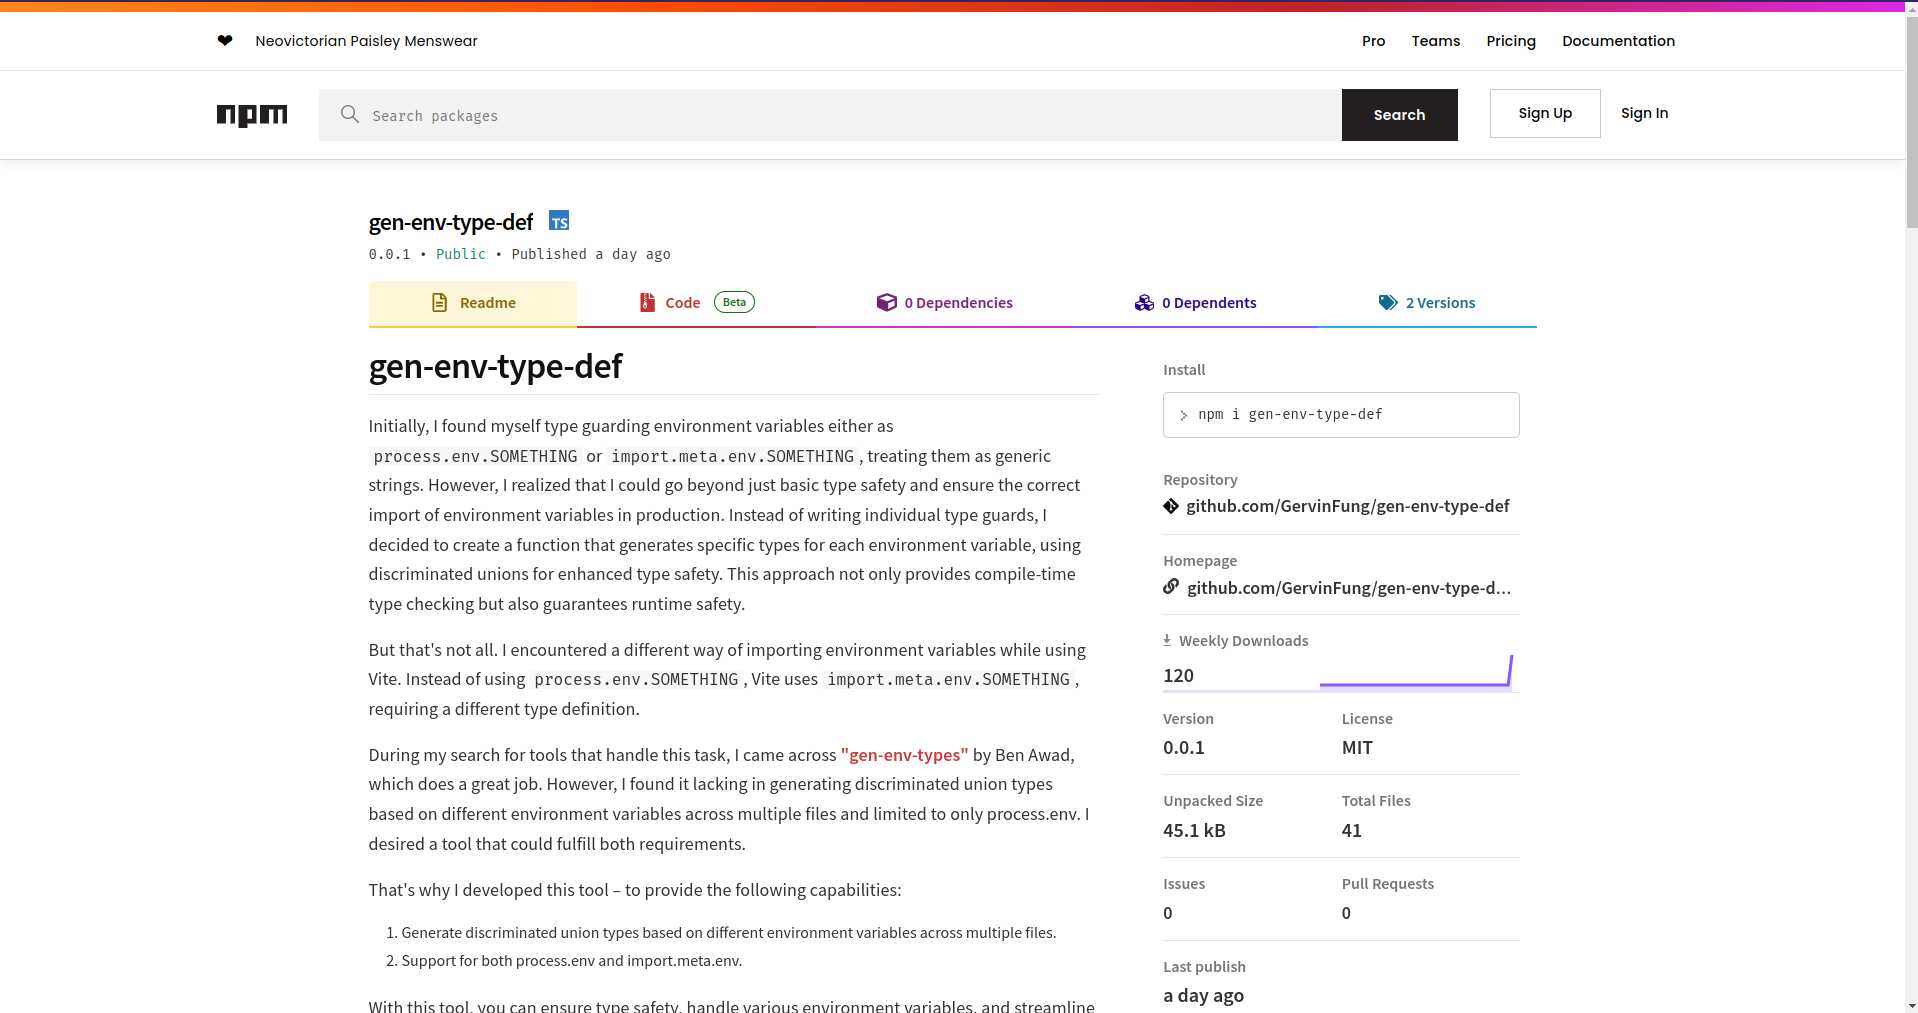 ❤ Neovictorian Paisley Menswear
Pro Teams Pricing Documentation
npm
Search packages
Search
Sign Up
Sign In
gen-env-type-def TS
0.0.1 • Public • Published a day ago
Readme
Code Beta
0 Dependencies
0 Dependents
2 Versions
gen-env-type-def
Initially, I found myself type guarding environment variables either as
process.env.SOMETHING or import.meta.env.SOMETHING, treating them as generic
strings. However, I realized that I could go beyond just basic type safety and ensure the correct
import of environment variables in production. Instead of writing individual type guards, I
decided to create a function that generates specific types for each environment variable, using
discriminated unions for enhanced type safety. This approach not only provides compile-time
type checking but also guarantees runtime safety.
But that's not all. I encountered a different way of importing environment variables while using
Vite. Instead of using process.env.SOMETHING, Vite uses import.meta.env.SOMETHING,
requiring a different type definition.
During my search for tools that handle this task, I came across "gen-env-types" by Ben Awad,
which does a great job. However, I found it lacking in generating discriminated union types
based on different environment variables across multiple files and limited to only process.env. I
desired a tool that could fulfill both requirements.
That's why I developed this tool – to provide the following capabilities:
1. Generate discriminated union types based on different environment variables across multiple files.
2. Support for both process.env and import.meta.env.
With this tool, you can ensure type safety, handle various environment variables, and streamline
Install
> npm i gen-env-type-def
Repository
github.com/GervinFung/gen-env-type-def
Homepage
github.com/GervinFung/gen-env-type-d...
Weekly Downloads
120
Version
0.0.1
License
MIT
Unpacked Size
45.1 kB
Total Files
41
Issues
0
Pull Requests
0
Last publish
a day ago